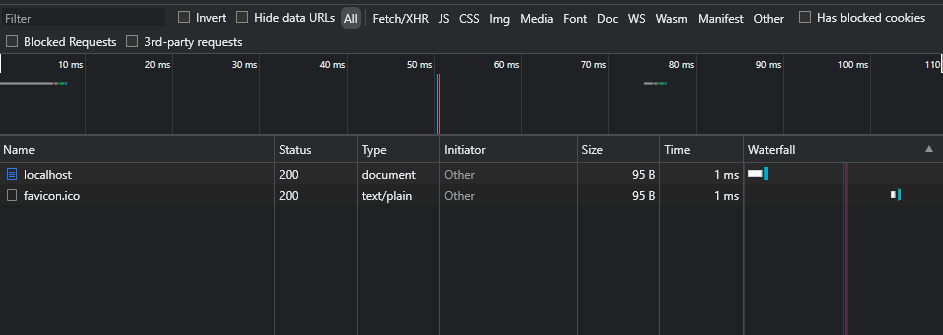 Filter Invert Hide data URLs All Fetch/XHR JS CSS Img Media Font Doc WS Wasm Manifest Other Has blocked cookies
Blocked Requests 3rd-party requests
10 ms 20 ms 30 ms 40 ms 50 ms 60 ms 70 ms 80 ms 90 ms 100 ms 110
Name Status Type Initiator Size Time Waterfall
localhost 200 document Other 95 B 1 ms
favicon.ico 200 text/plain Other 95 B 1 ms